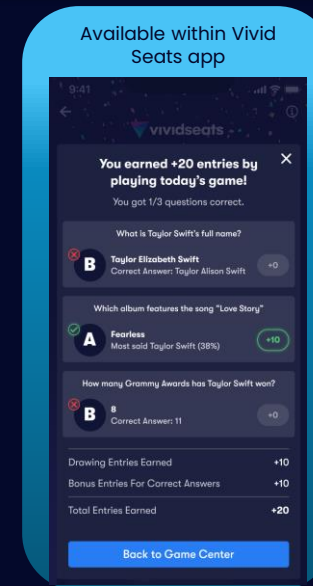 Available within Vivid
Seats app
9:41
vividseats
You earned +20 entries by
playing today's game!
You got 1/3 questions correct.
What is Taylor Swift's full name?
B
Taylor Elizabeth Swift
Correct Answer: Taylor Alison Swift
+0
Which album features the song "Love Story"
A
Fearless
Most said Taylor Swift (38%)
+10
How many Grammy Awards has Taylor Swift won?
B
8
Correct Answer: 11
+0
Drawing Entries Earned +10
Bonus Entries For Correct Answers +10
Total Entries Earned +20
Back to Game Center